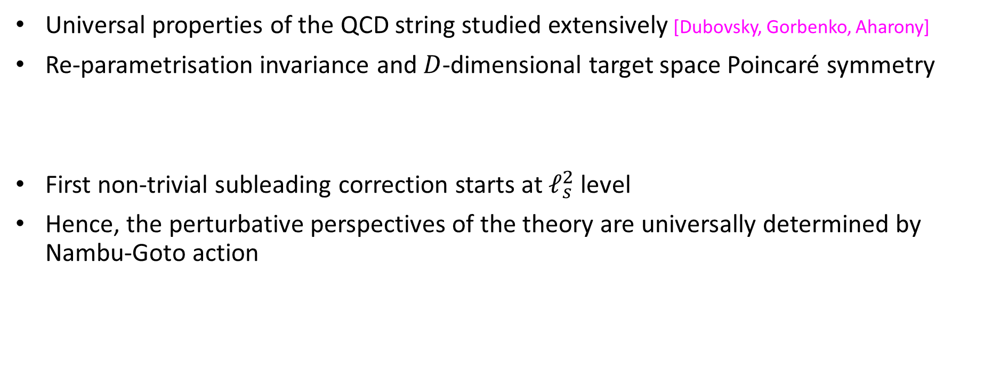 • Universal properties of the QCD string studied extensively [Dubovsky, Gorbenko, Aharony]
• Re-parametrisation invariance and D-dimensional target space Poincaré symmetry
• First non-trivial subleading correction starts at ℓ_s^2 level
• Hence, the perturbative perspectives of the theory are universally determined by
Nambu-Goto action